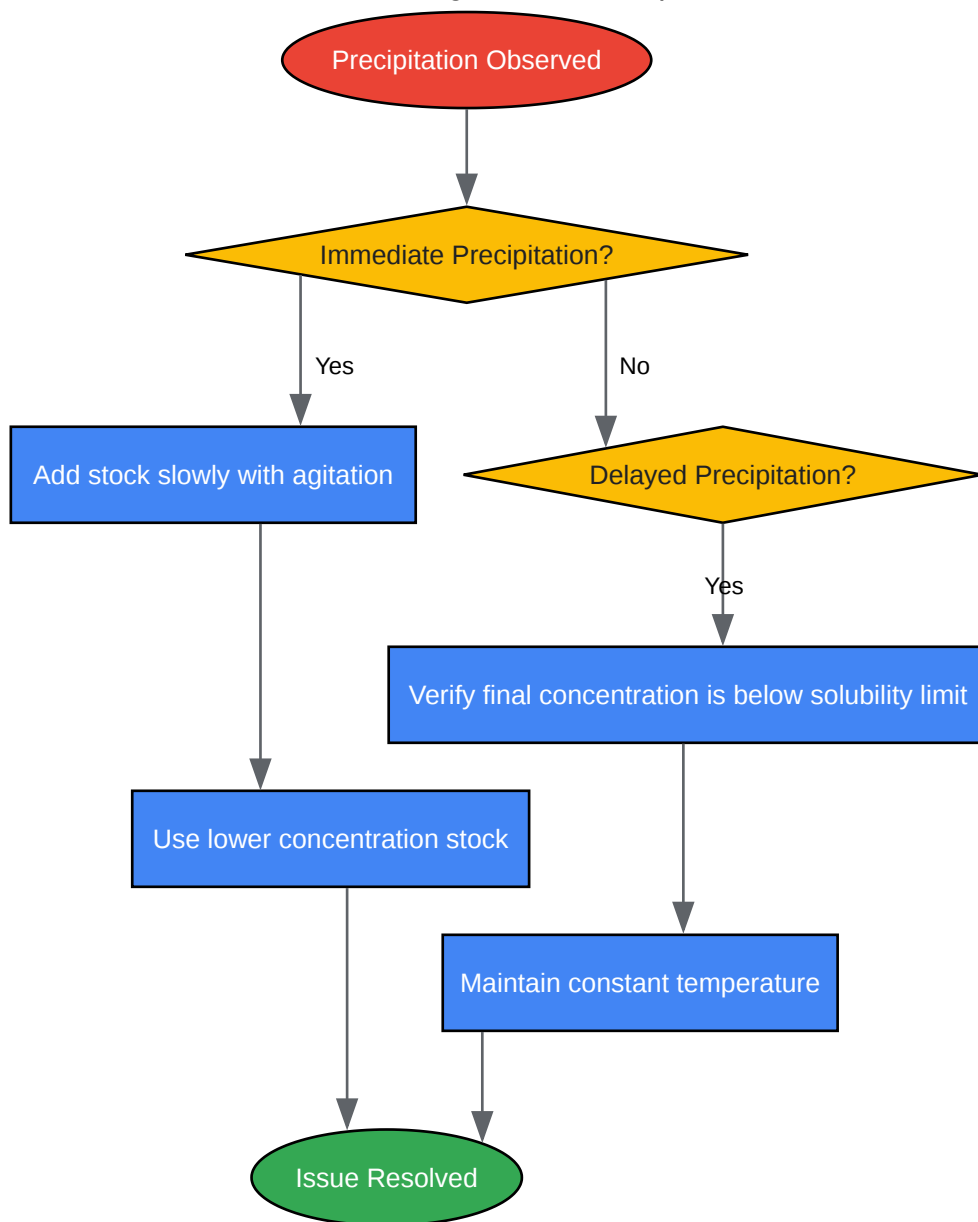 Precipitation Observed
Immediate Precipitation?
Yes
No
Add stock slowly with agitation
Delayed Precipitation?
Yes
Verify final concentration is below solubility limit
Use lower concentration stock
Maintain constant temperature
Issue Resolved